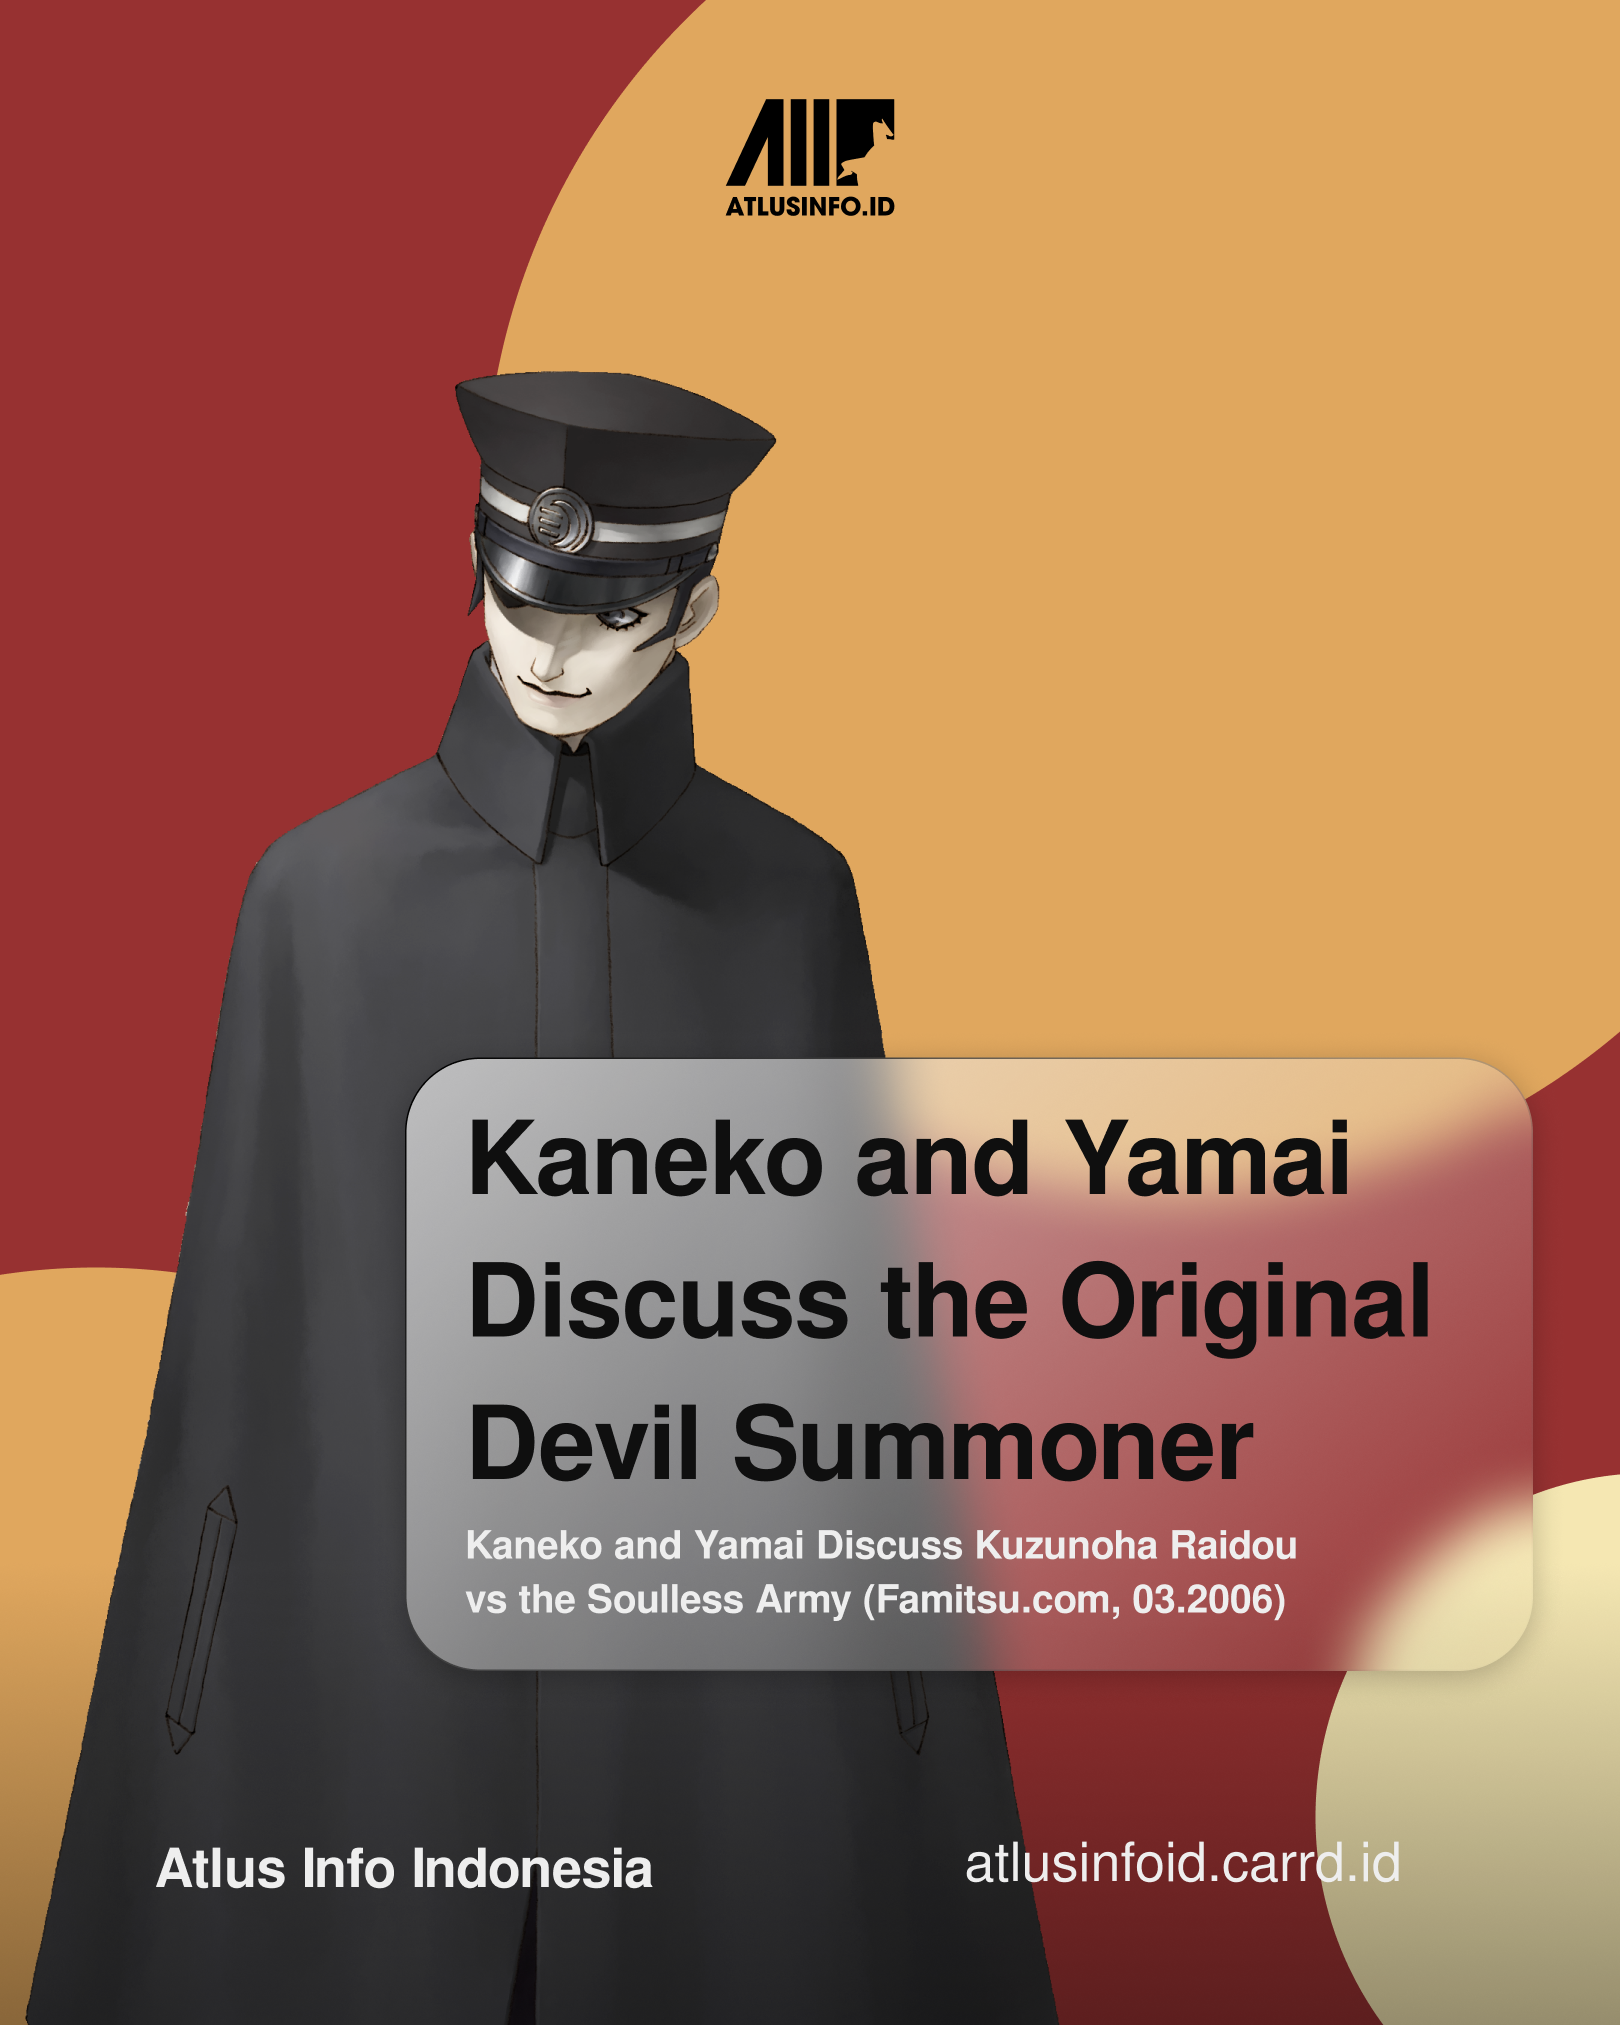 ATLUSINFO.ID
Kaneko and Yamai
Discuss the Original
Devil Summoner
Kaneko and Yamai Discuss Kuzunoha Raidou
vs the Soulless Army (Famitsu.com, 03.2006)
Atlus Info Indonesia
atlusinfoid.carrd.id